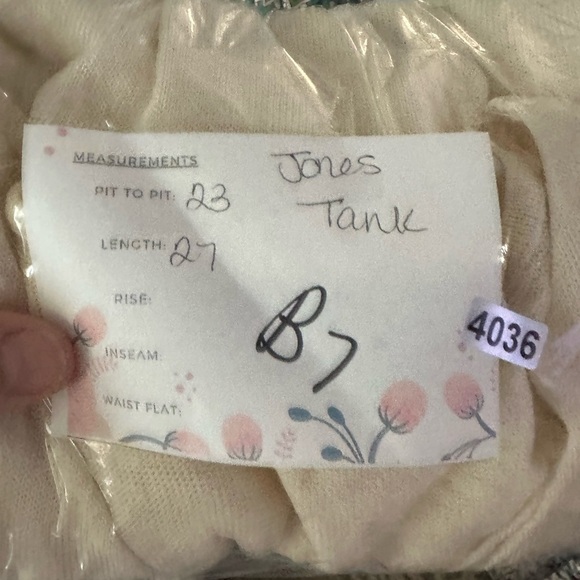 MEASUREMENTS
Jones
Tank
PIT TO PIT: 23
LENGTH: 27
RISE:
B7
4036
INSEAM:
WAIST FLAT: